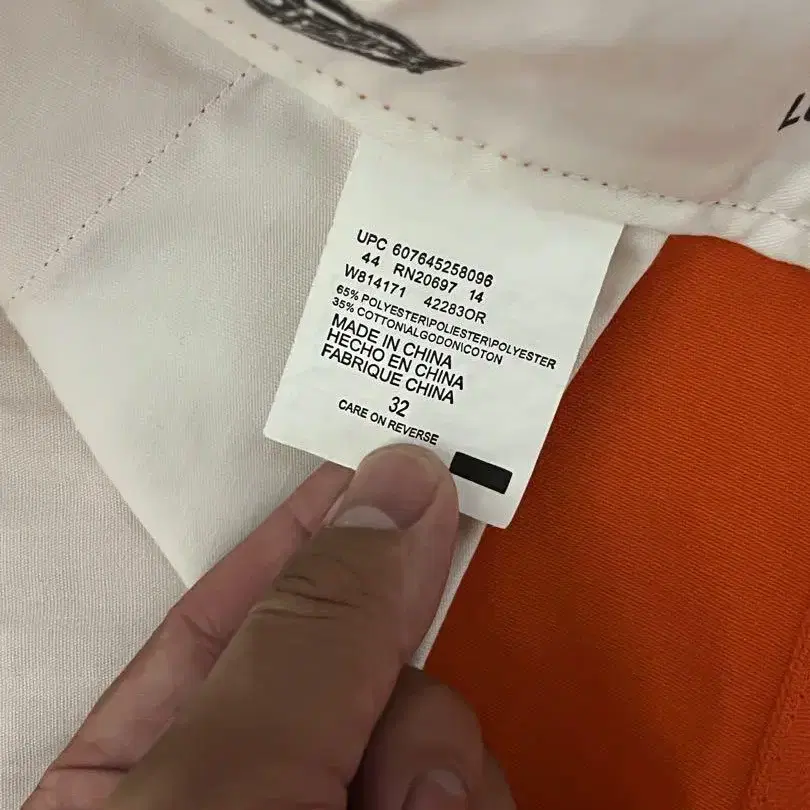 UPC 607645258096
44 RN20697 14
W814171 42283OR
65% POLYESTER\POLIESTER\POLYESTER
35% COTTON\ALGODON\COTON
MADE IN CHINA
HECHO EN CHINA
FABRIQUE CHINA
32
CARE ON REVERSE